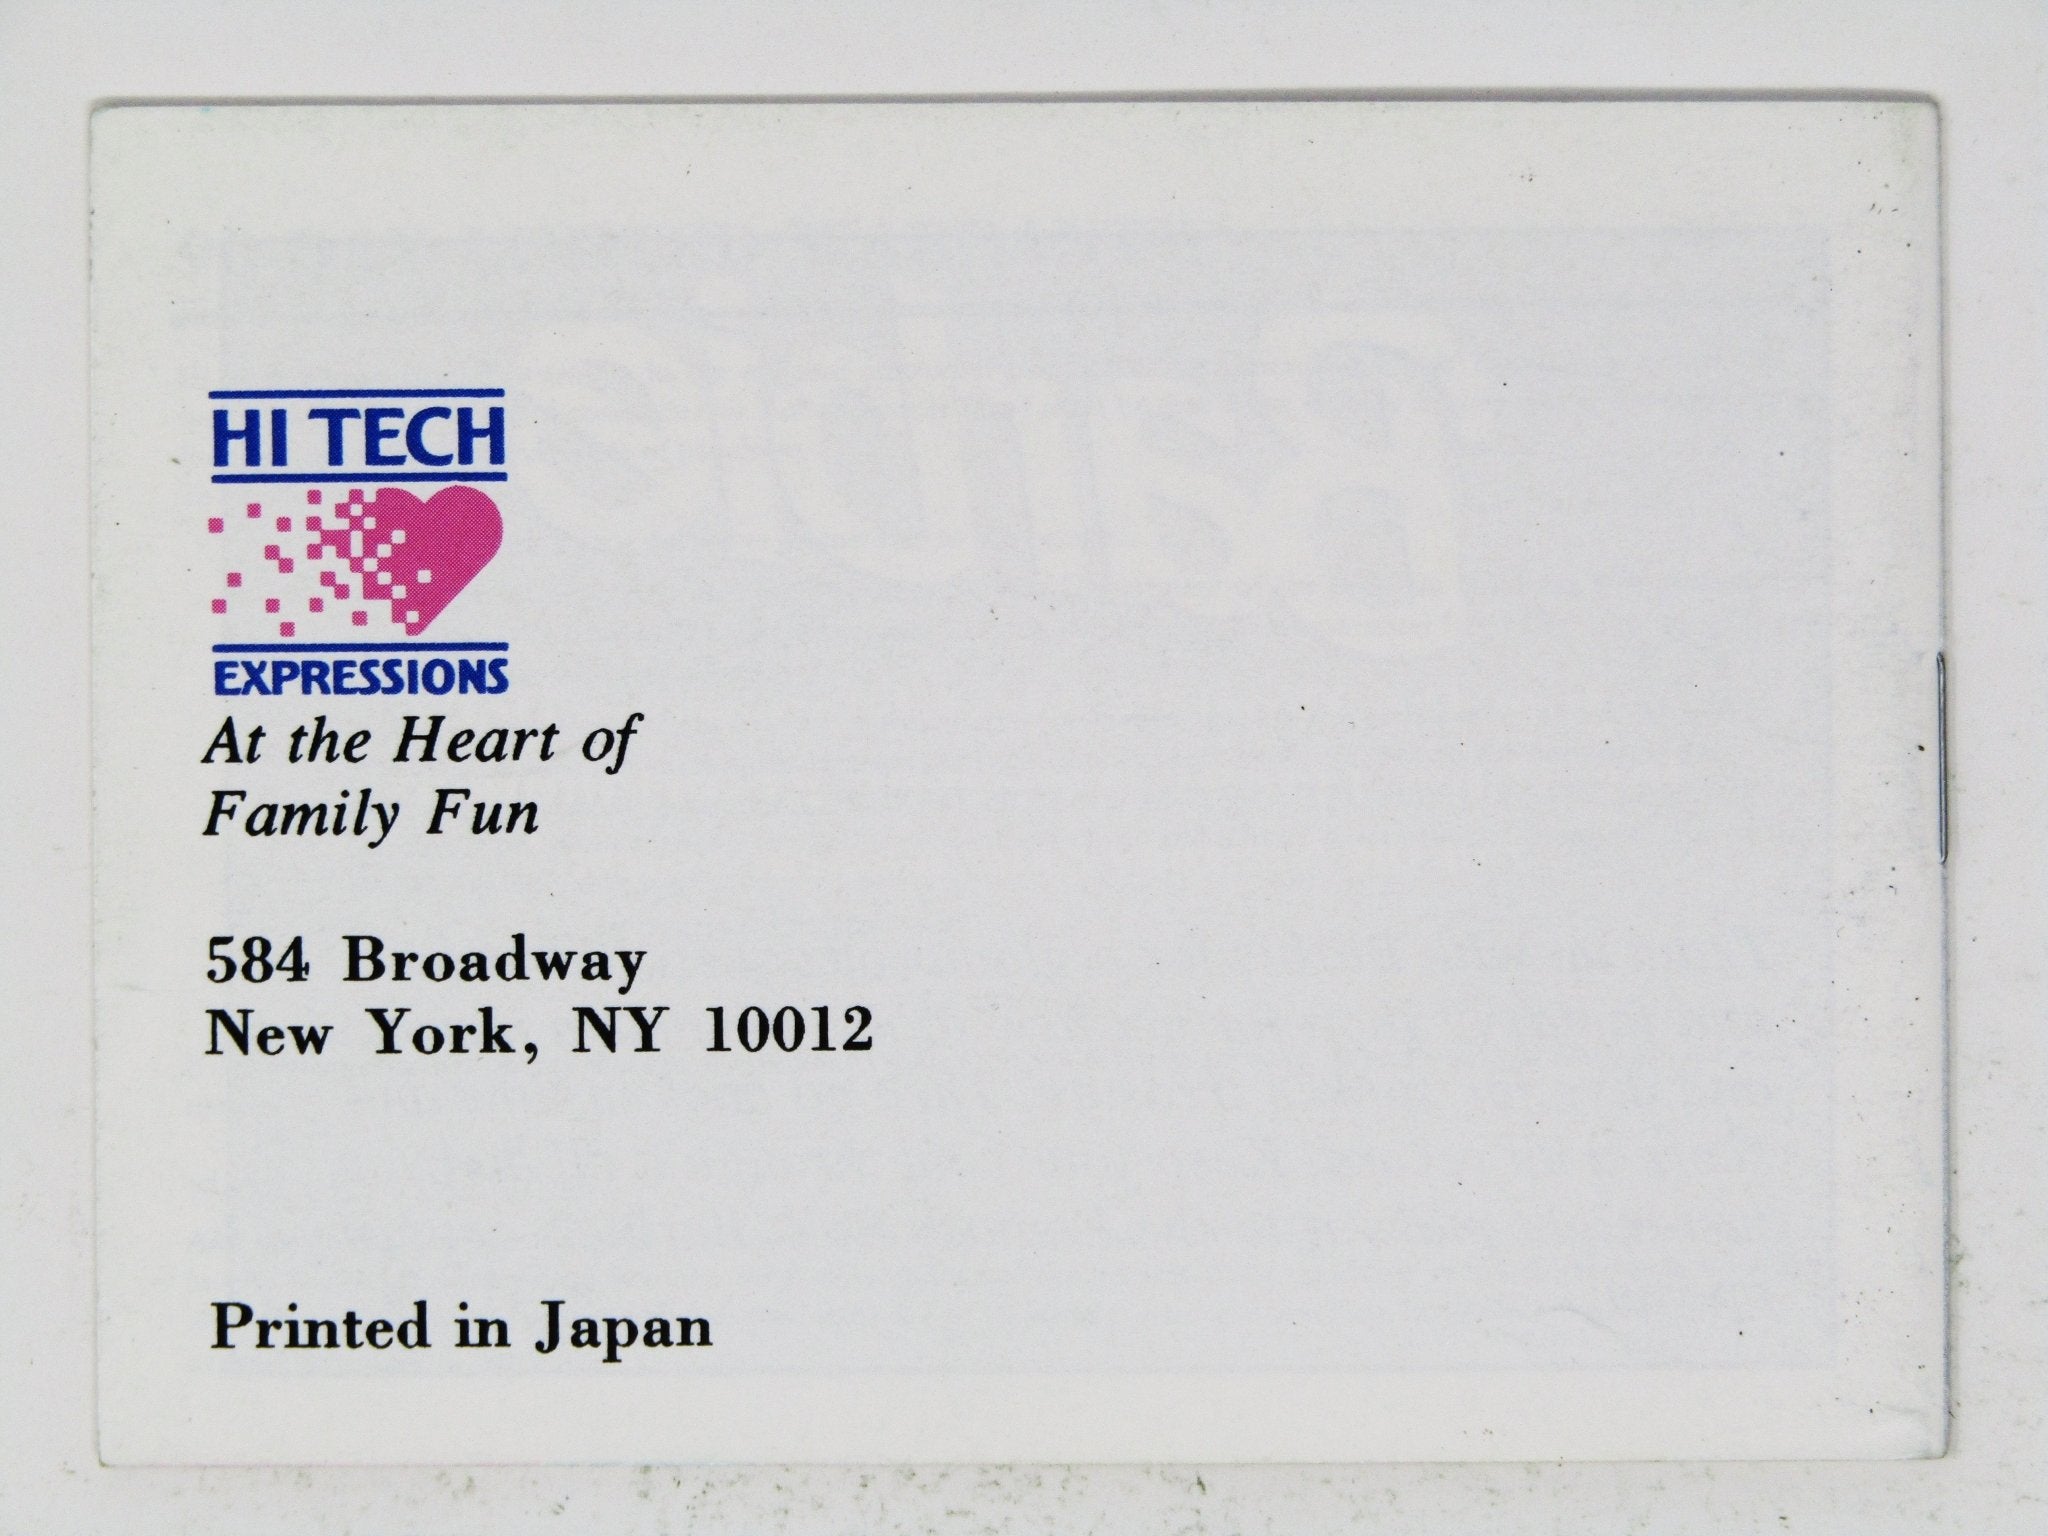 HI TECH
EXPRESSIONS
At the Heart of
Family Fun
584 Broadway
New York, NY 10012
Printed in Japan